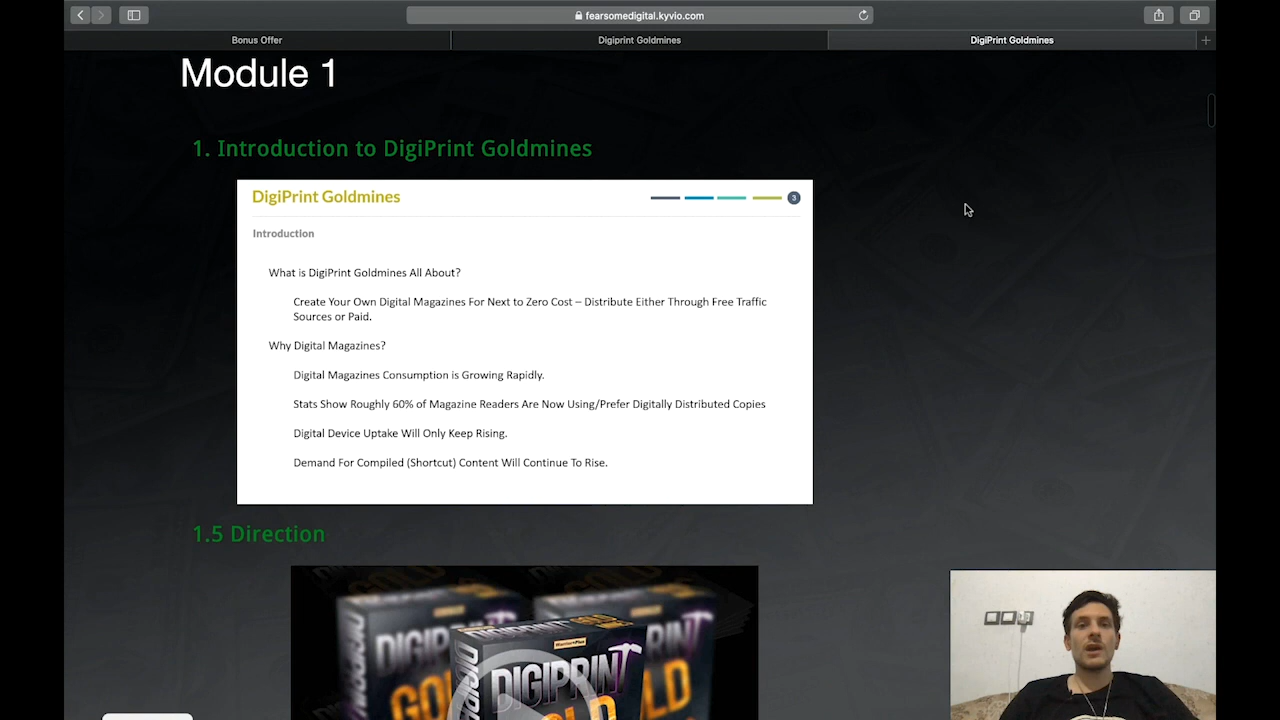 fearsomedigital.kyvio.com
Bonus Offer
Digiprint Goldmines
DigiPrint Goldmines
Module 1
1. Introduction to DigiPrint Goldmines
DigiPrint Goldmines
3
Introduction
What is DigiPrint Goldmines All About?
Create Your Own Digital Magazines For Next to Zero Cost – Distribute Either Through Free Traffic
Sources or Paid.
Why Digital Magazines?
Digital Magazines Consumption is Growing Rapidly.
Stats Show Roughly 60% of Magazine Readers Are Now Using/Prefer Digitally Distributed Copies
Digital Device Uptake Will Only Keep Rising.
Demand For Compiled (Shortcut) Content Will Continue To Rise.
1.5 Direction
DIGIPRINT
GOLD